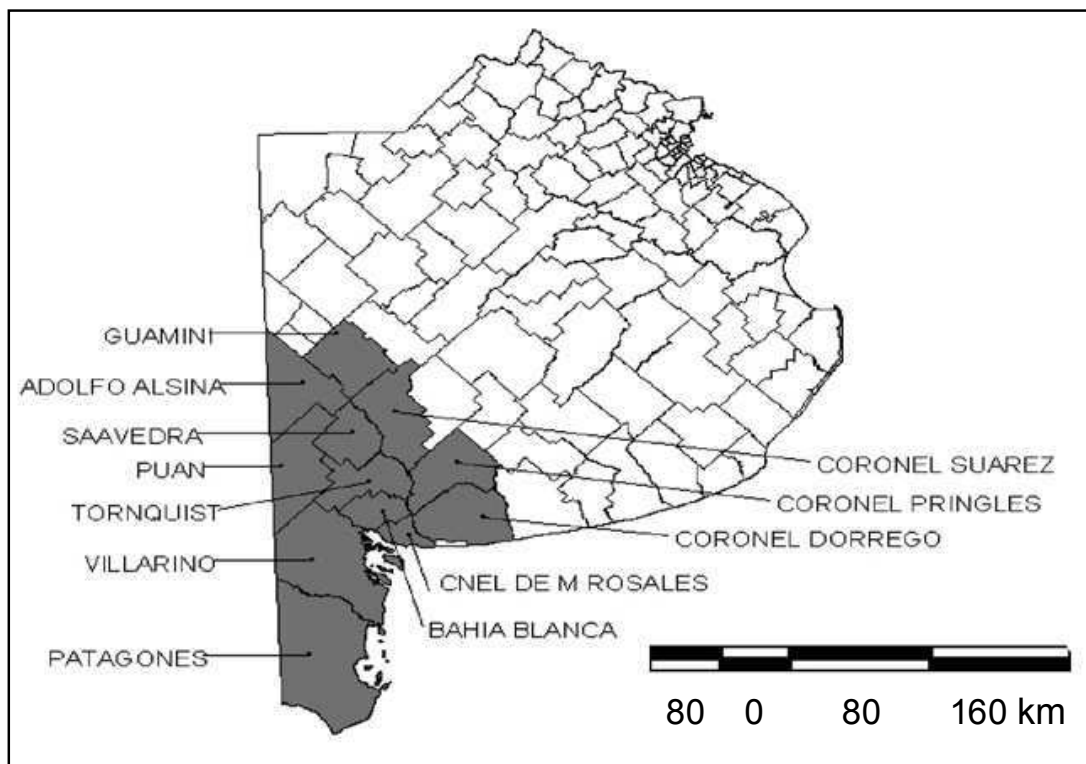 GUAMINI
ADOLFO ALSINA
SAAVEDRA
PUAN
TORNQUIST
VILLARINO
PATAGONES
CORONEL SUAREZ
CORONEL PRINGLES
CORONEL DORREGO
CNEL DE M ROSALES
BAHIA BLANCA
80 0 80 160 km